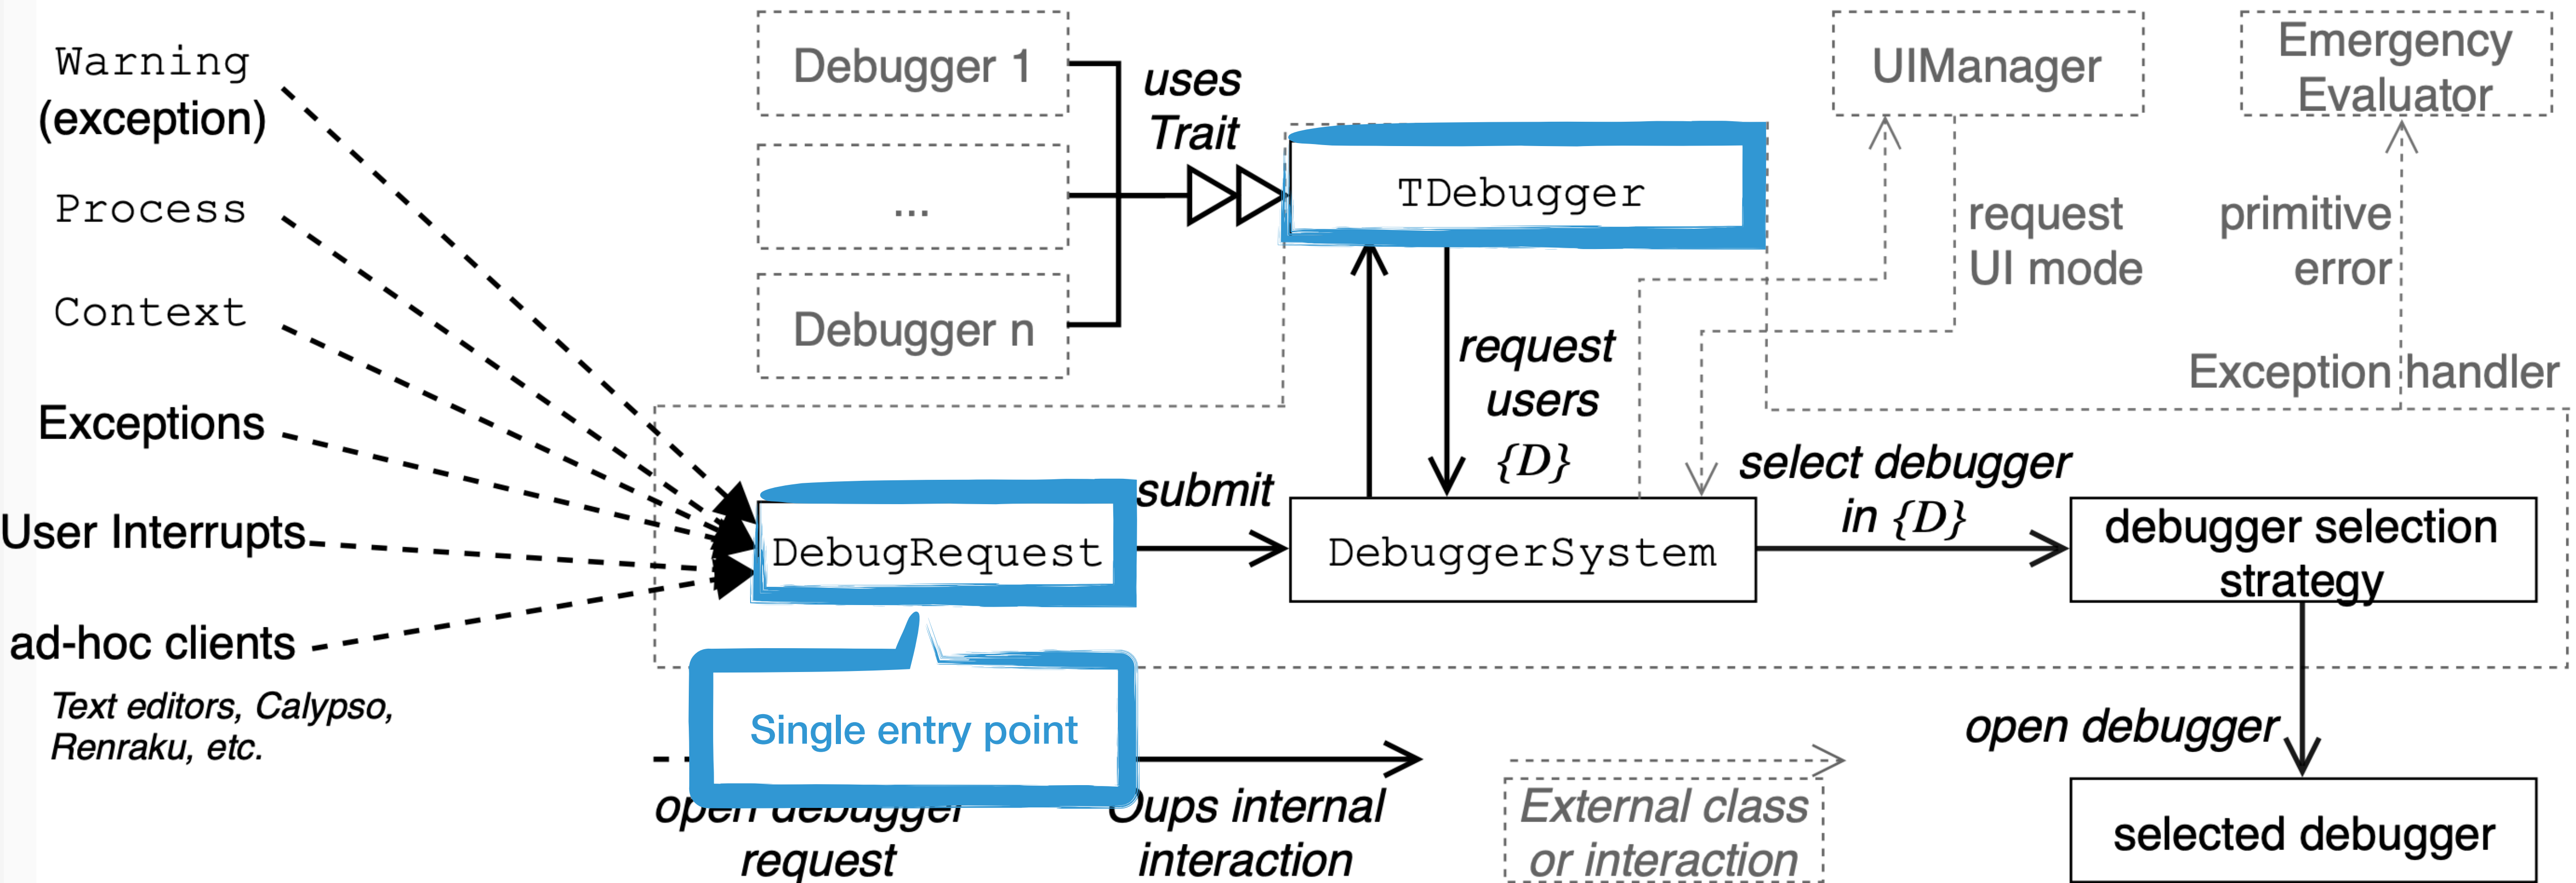 Warning
(exception)
Process
Context
Exceptions
User Interrupts
ad-hoc clients
Text editors, Calypso,
Renraku, etc.
Debugger 1
...
Debugger n
uses
Trait
TDebugger
UIManager
Emergency
Evaluator
request
UI mode
primitive
error
Exception handler
request
users
{D}
DebugRequest
submit
DebuggerSystem
select debugger
in {D}
debugger selection
strategy
Single entry point
open debugger
selected debugger
open debugger
request
Oups internal
interaction
External class
or interaction